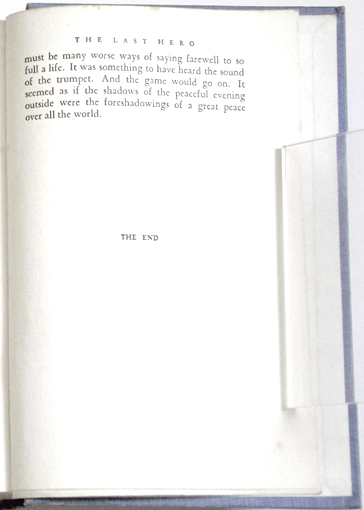 THE LAST HERO
must be many worse ways of saying farewell to so
full a life. It was something to have heard the sound
of the trumpet. And the game would go on. It
seemed as if the shadows of the peaceful evening
outside were the foreshadowings of a great peace
over all the world.
THE END